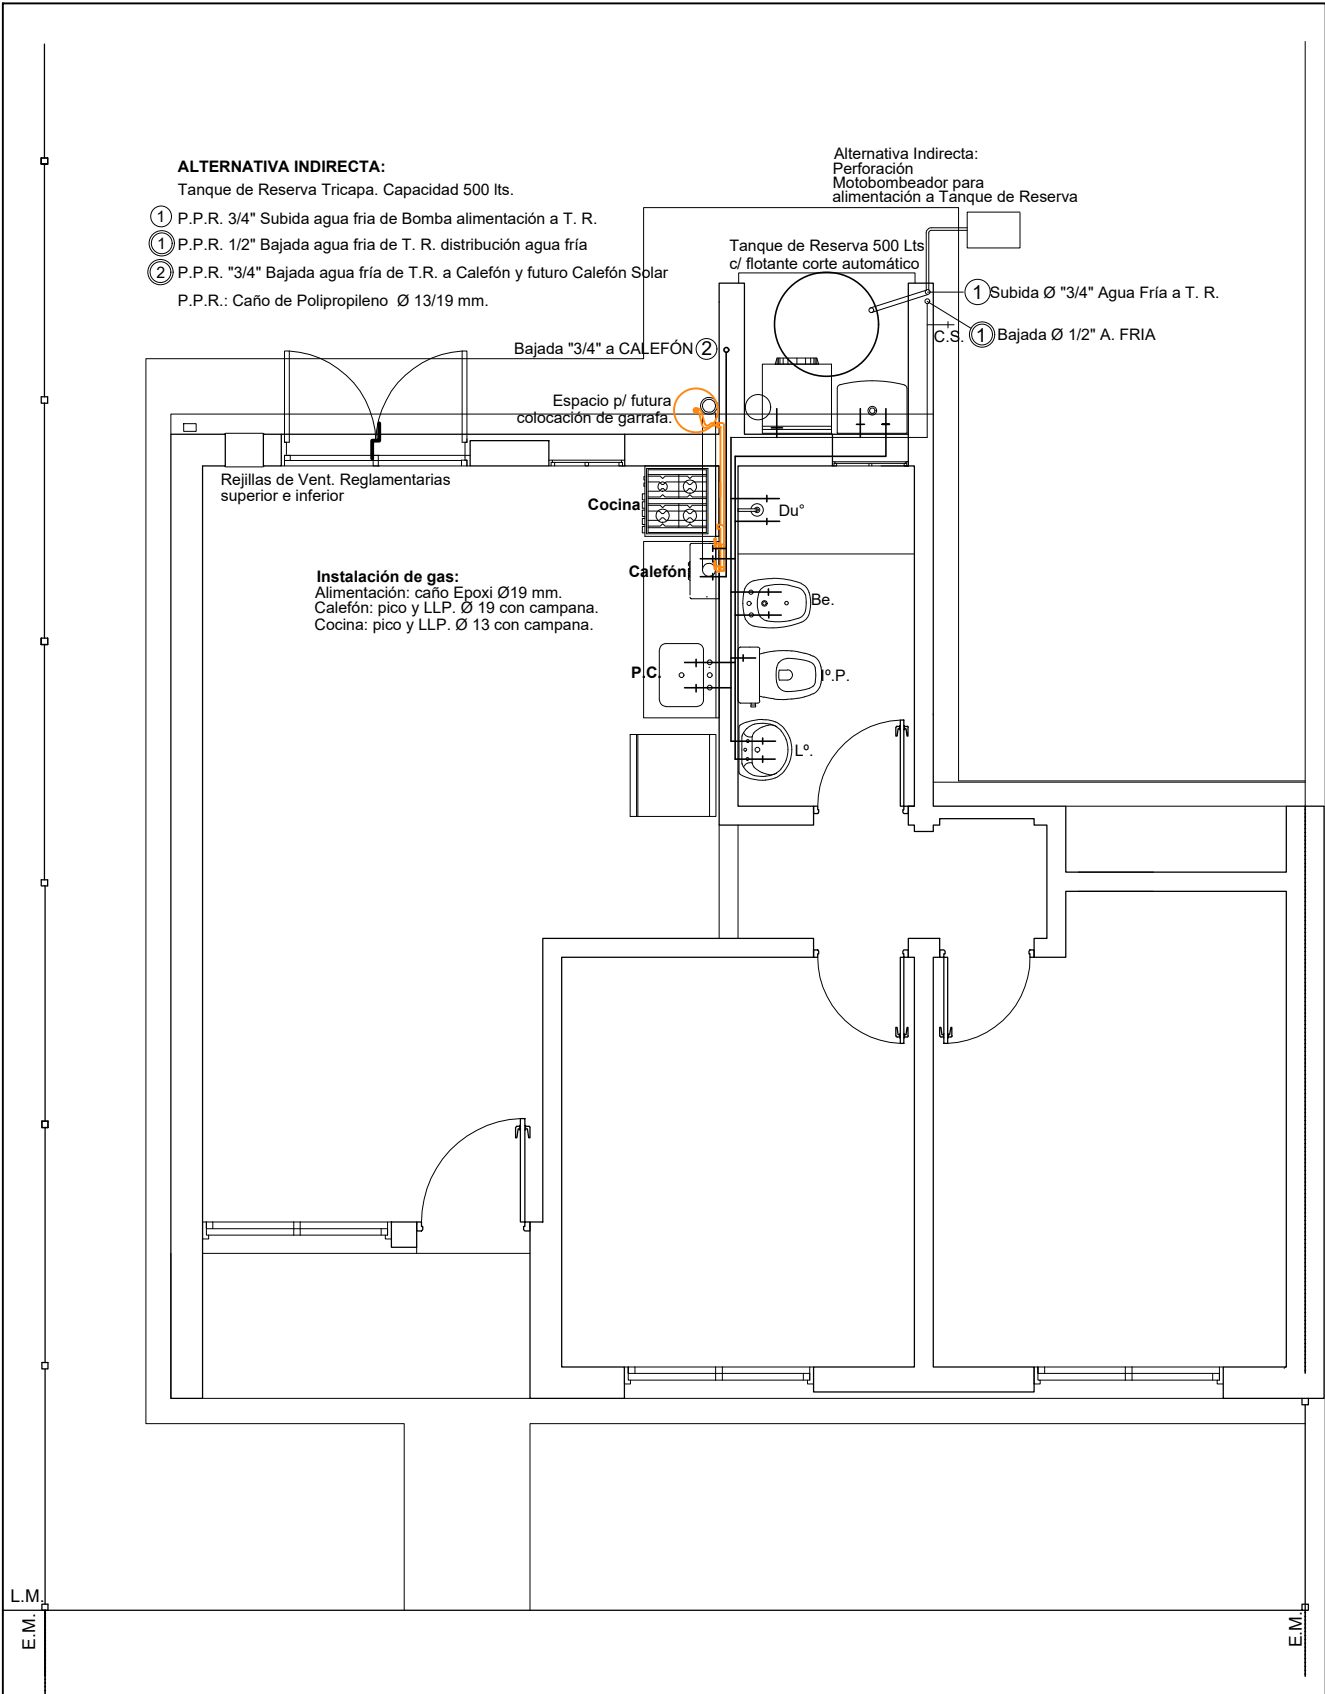 ALTERNATIVA INDIRECTA:
Tanque de Reserva Tricapa. Capacidad 500 lts.
1 P.P.R. 3/4" Subida agua fria de Bomba alimentación a T. R.
1 P.P.R. 1/2" Bajada agua fria de T. R. distribución agua fría
2 P.P.R. "3/4" Bajada agua fría de T.R. a Calefón y futuro Calefón Solar
P.P.R.: Caño de Polipropileno Ø 13/19 mm.
Alternativa Indirecta:
Perforación
Motobombeador para
alimentación a Tanque de Reserva
Tanque de Reserva 500 Lts
c/ flotante corte automático
1 Subida Ø "3/4" Agua Fría a T. R.
C.S. 1 Bajada Ø 1/2" A. FRIA
Bajada "3/4" a CALEFÓN 2
Espacio p/ futura
colocación de garrafa.
Rejillas de Vent. Reglamentarias
superior e inferior
Cocina
Du°
Calefón
Instalación de gas:
Alimentación: caño Epoxi Ø19 mm.
Calefón: pico y LLP. Ø 19 con campana.
Cocina: pico y LLP. Ø 13 con campana.
Be.
P.C.
Iº.P.
Lº.
L.M.
E.M.
E.M.